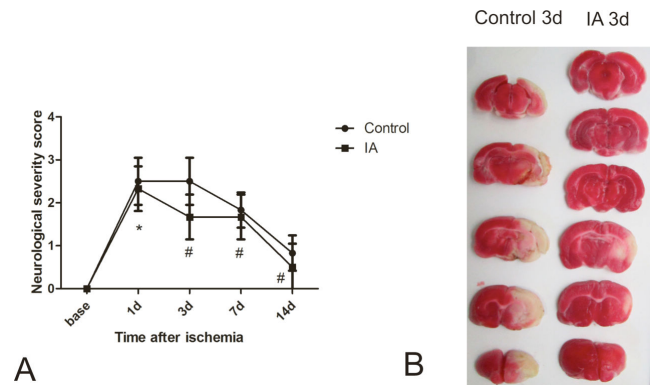 Control 3d IA 3d
Neurological severity score
4
3
2
1
0
*
#
#
#
base
1d
3d
7d
14d
Time after ischemia
Control
IA
A
B